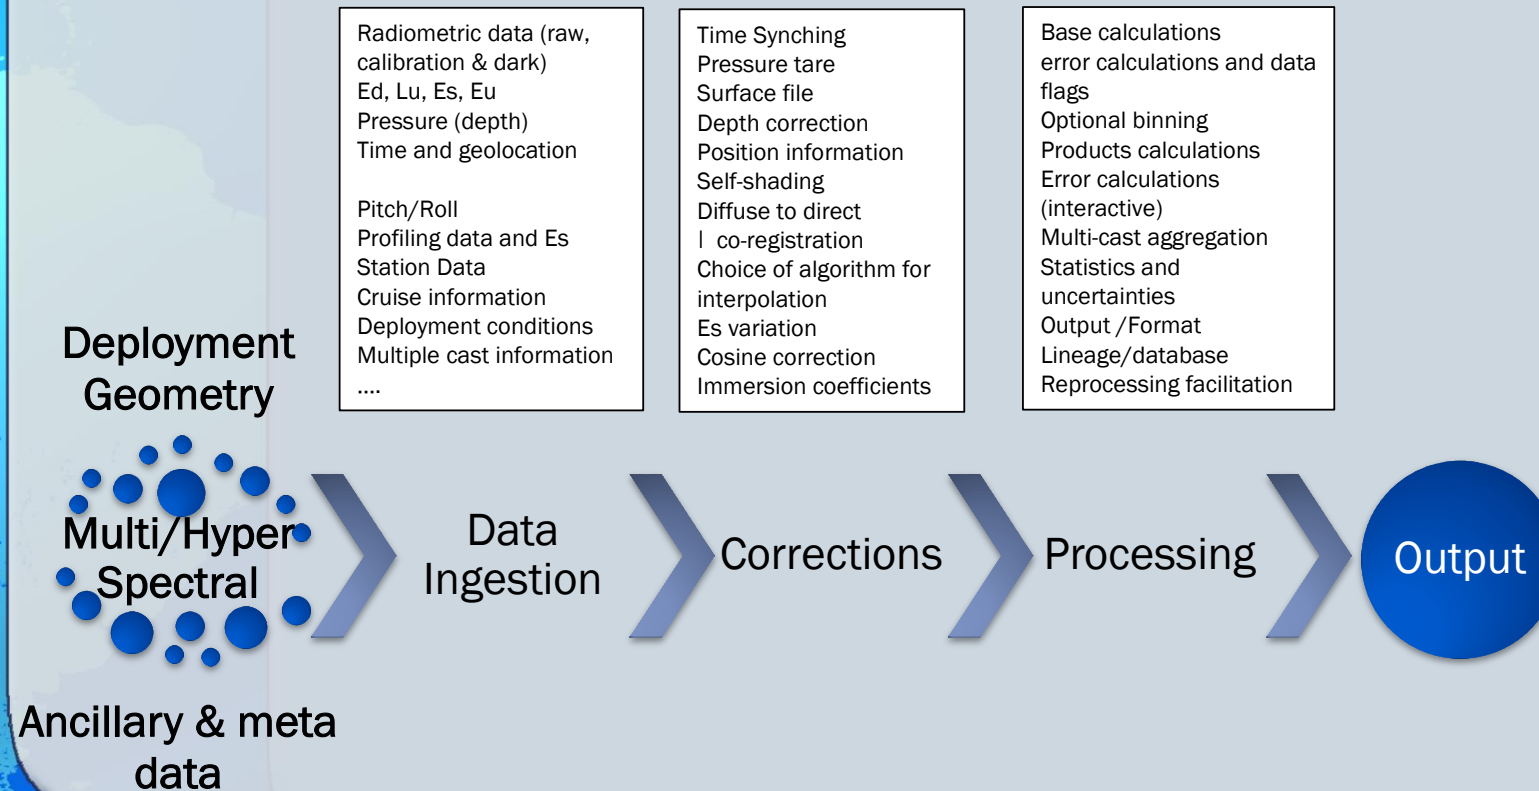 Radiometric data (raw,
calibration & dark)
Ed, Lu, Es, Eu
Pressure (depth)
Time and geolocation
Pitch/Roll
Profiling data and Es
Station Data
Cruise information
Deployment conditions
Multiple cast information
....
Time Synching
Pressure tare
Surface file
Depth correction
Position information
Self-shading
Diffuse to direct
l co-registration
Choice of algorithm for
interpolation
Es variation
Cosine correction
Immersion coefficients
Base calculations
error calculations and data
flags
Optional binning
Products calculations
Error calculations
(interactive)
Multi-cast aggregation
Statistics and
uncertainties
Output /Format
Lineage/database
Reprocessing facilitation
Deployment
Geometry
Multi/Hyper
Spectral
Ancillary & meta
data
Data
Ingestion
Corrections
Processing
Output